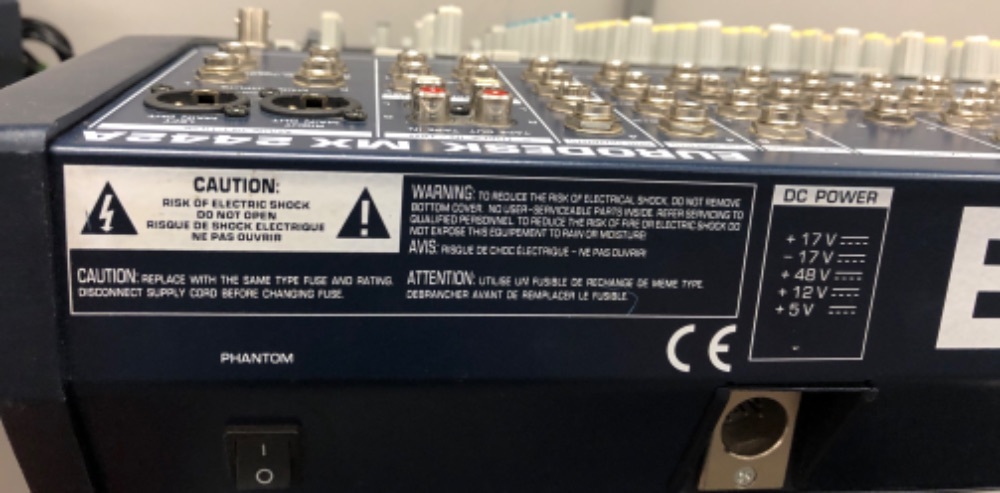 EURODESK MX 2442A
CAUTION:
RISK OF ELECTRIC SHOCK
DO NOT OPEN
RISQUE DE SHOCK ELECTRIQUE
NE PAS OUVRIR
WARNING: TO REDUCE THE RISK OF ELECTRICAL SHOCK, DO NOT REMOVE
BOTTOM COVER. NO USER-SERVICEABLE PARTS INSIDE. REFER SERVICING TO
QUALIFIED PERSONNEL. TO REDUCE THE RISK OF FIRE OR ELECTRIC SHOCK DO
NOT EXPOSE THIS EQUIPMENT TO RAIN OR MOISTURE!
AVIS: RISQUE DE CHOC ÉLECTRIQUE - NE PAS OUVRIR!
CAUTION: REPLACE WITH THE SAME TYPE FUSE AND RATING.
DISCONNECT SUPPLY CORD BEFORE CHANGING FUSE.
ATTENTION: UTILISE UN FUSIBLE DE RECHANGE DE MEME TYPE.
DEBRANCHER AVANT DE REMPLACER LE FUSIBLE.
DC POWER
+ 17 V
- 17 V
+ 48 V
+ 12 V
+ 5 V
CE
PHANTOM
I
O